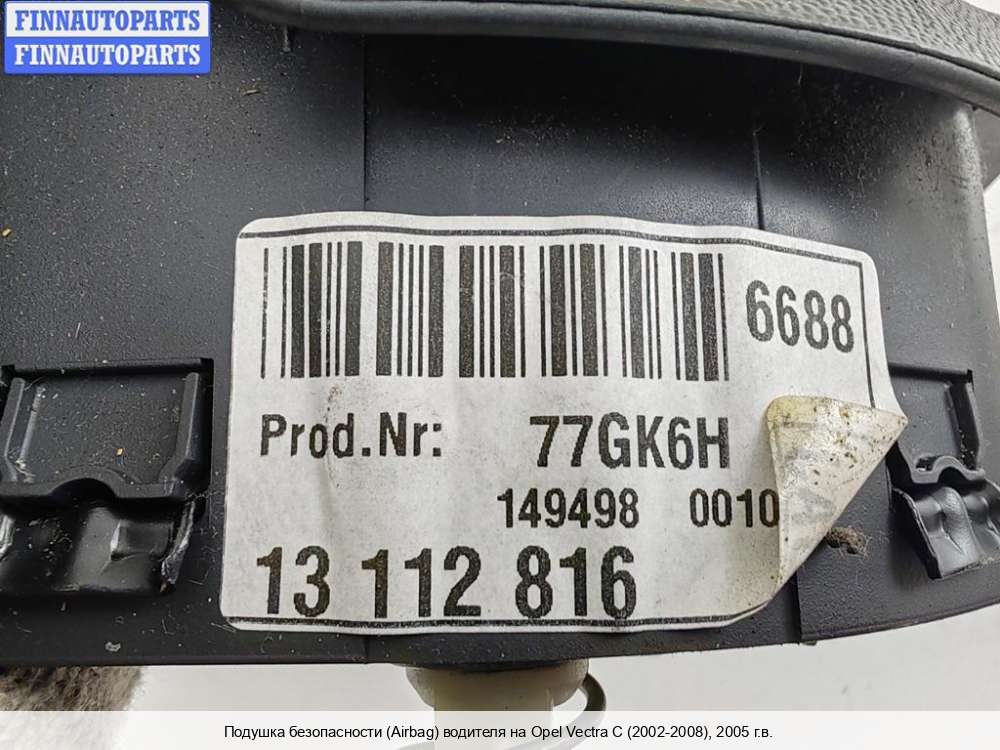 FINNAUTOPARTS
FINNAUTOPARTS
6688
Prod.Nr: 77GK6H
149498 0010
13 112 816
Подушка безопасности (Airbag) водителя на Opel Vectra C (2002-2008), 2005 г.в.